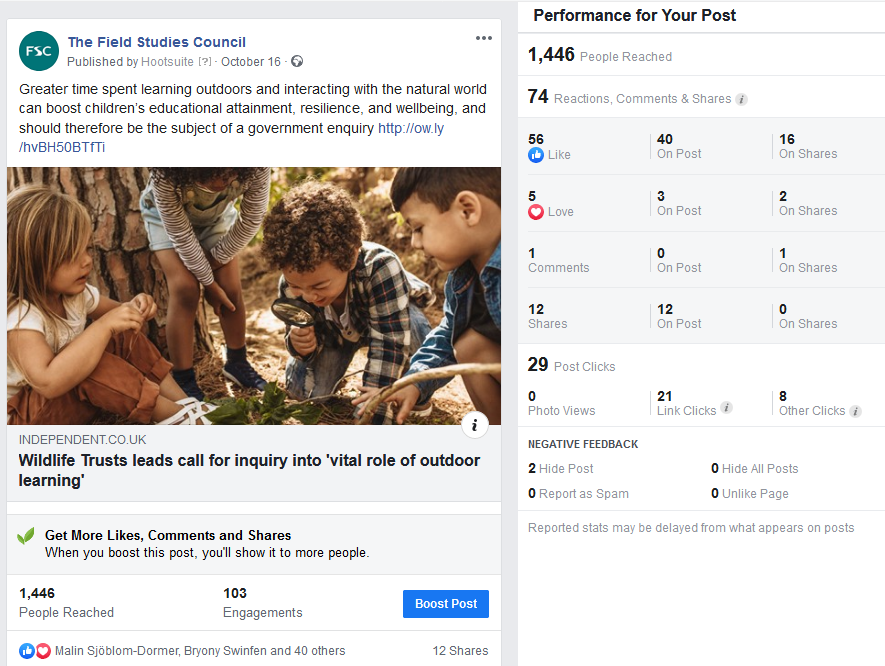 FSC
The Field Studies Council
Published by Hootsuite [?] · October 16 ·
Greater time spent learning outdoors and interacting with the natural world
can boost children's educational attainment, resilience, and wellbeing, and
should therefore be the subject of a government enquiry http://ow.ly
/hvBH50BTfTi
i
INDEPENDENT.CO.UK
Wildlife Trusts leads call for inquiry into 'vital role of outdoor
learning'
Get More Likes, Comments and Shares
When you boost this post, you'll show it to more people.
1,446 103
People Reached Engagements
Boost Post
Malin Sjöblom-Dormer, Bryony Swinfen and 40 others 12 Shares
Performance for Your Post
1,446 People Reached
74 Reactions, Comments & Shares i
56 40 16
Like On Post On Shares
5 3 2
Love On Post On Shares
1 0 1
Comments On Post On Shares
12 12 0
Shares On Post On Shares
29 Post Clicks
0 21 8
Photo Views Link Clicks i Other Clicks i
NEGATIVE FEEDBACK
2 Hide Post 0 Hide All Posts
0 Report as Spam 0 Unlike Page
Reported stats may be delayed from what appears on posts